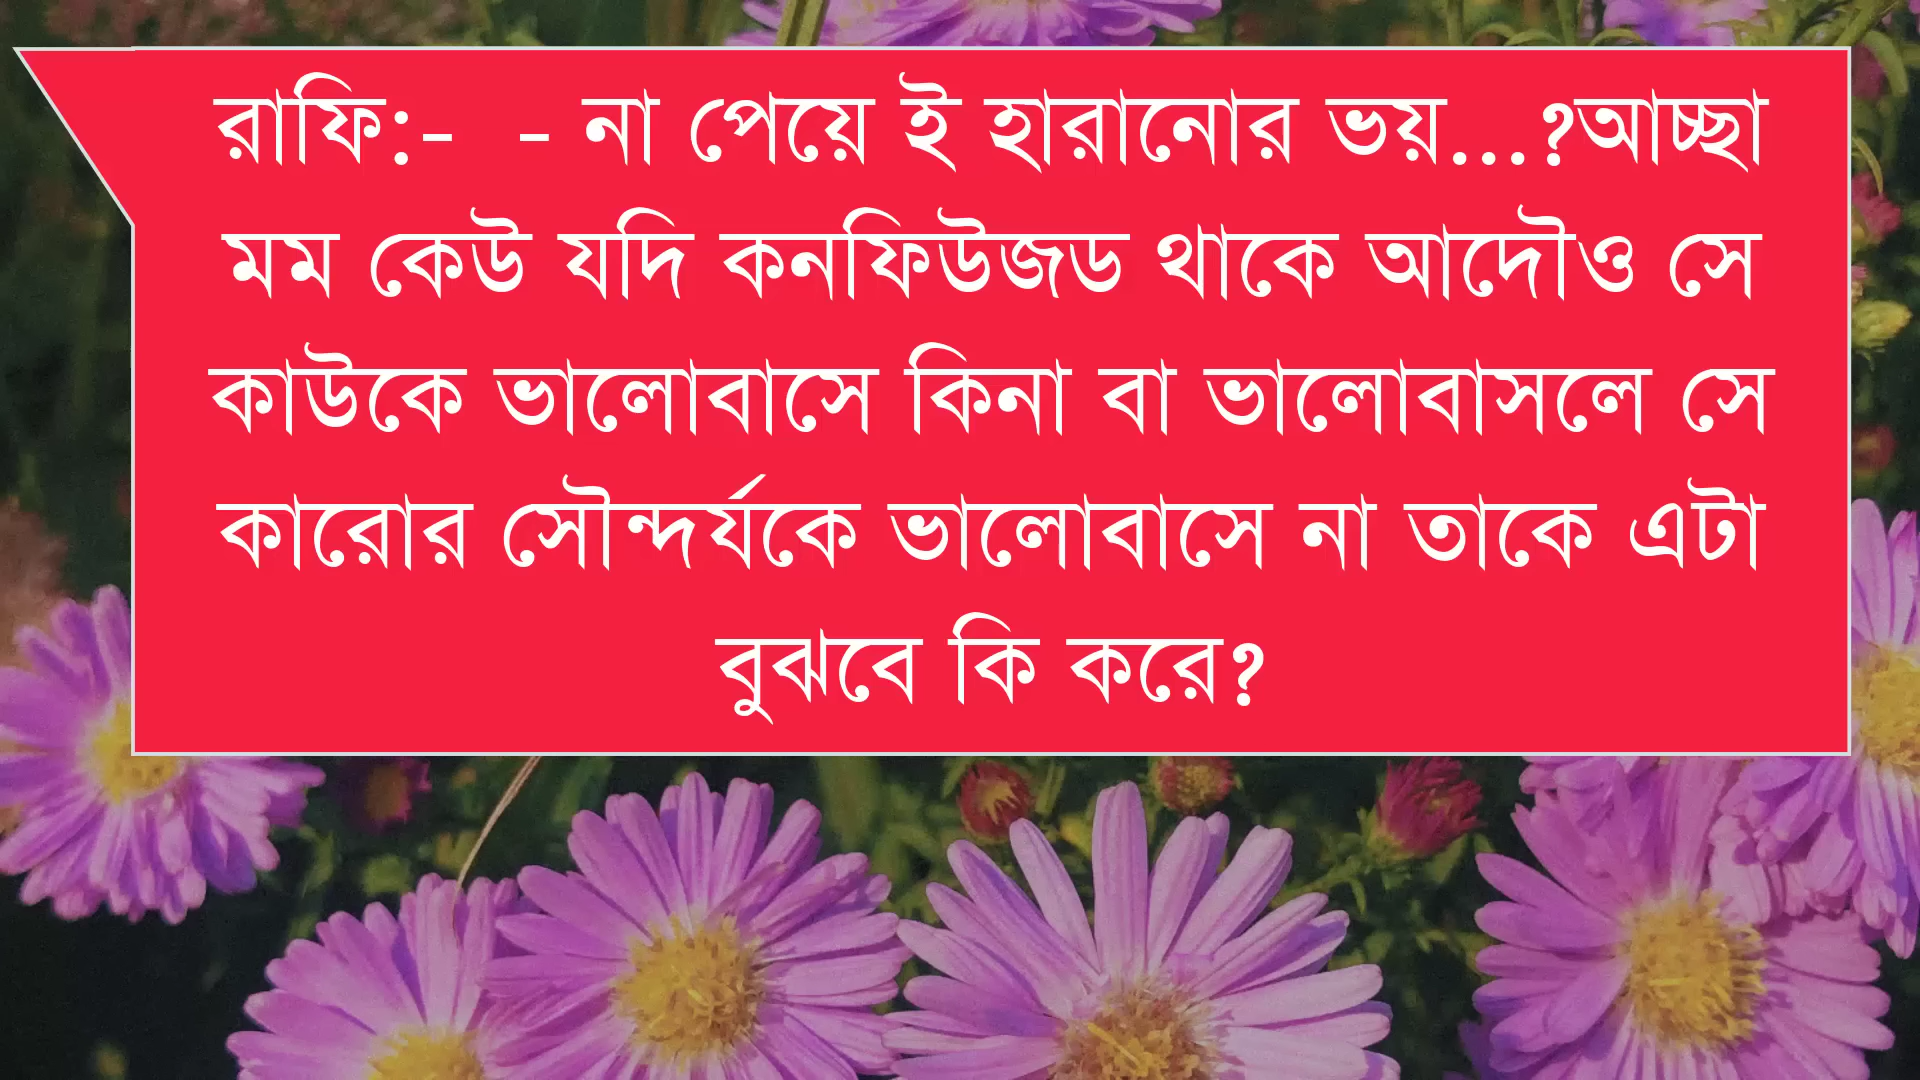 রাফি:-  - না পেয়ে ই হারানোর ভয়...?আচ্ছা
মম কেউ যদি কনফিউজড থাকে আদৌও সে
কাউকে ভালোবাসে কিনা বা ভালোবাসলে সে
কারোর সৌন্দর্যকে ভালোবাসে না তাকে এটা
বুঝবে কি করে?